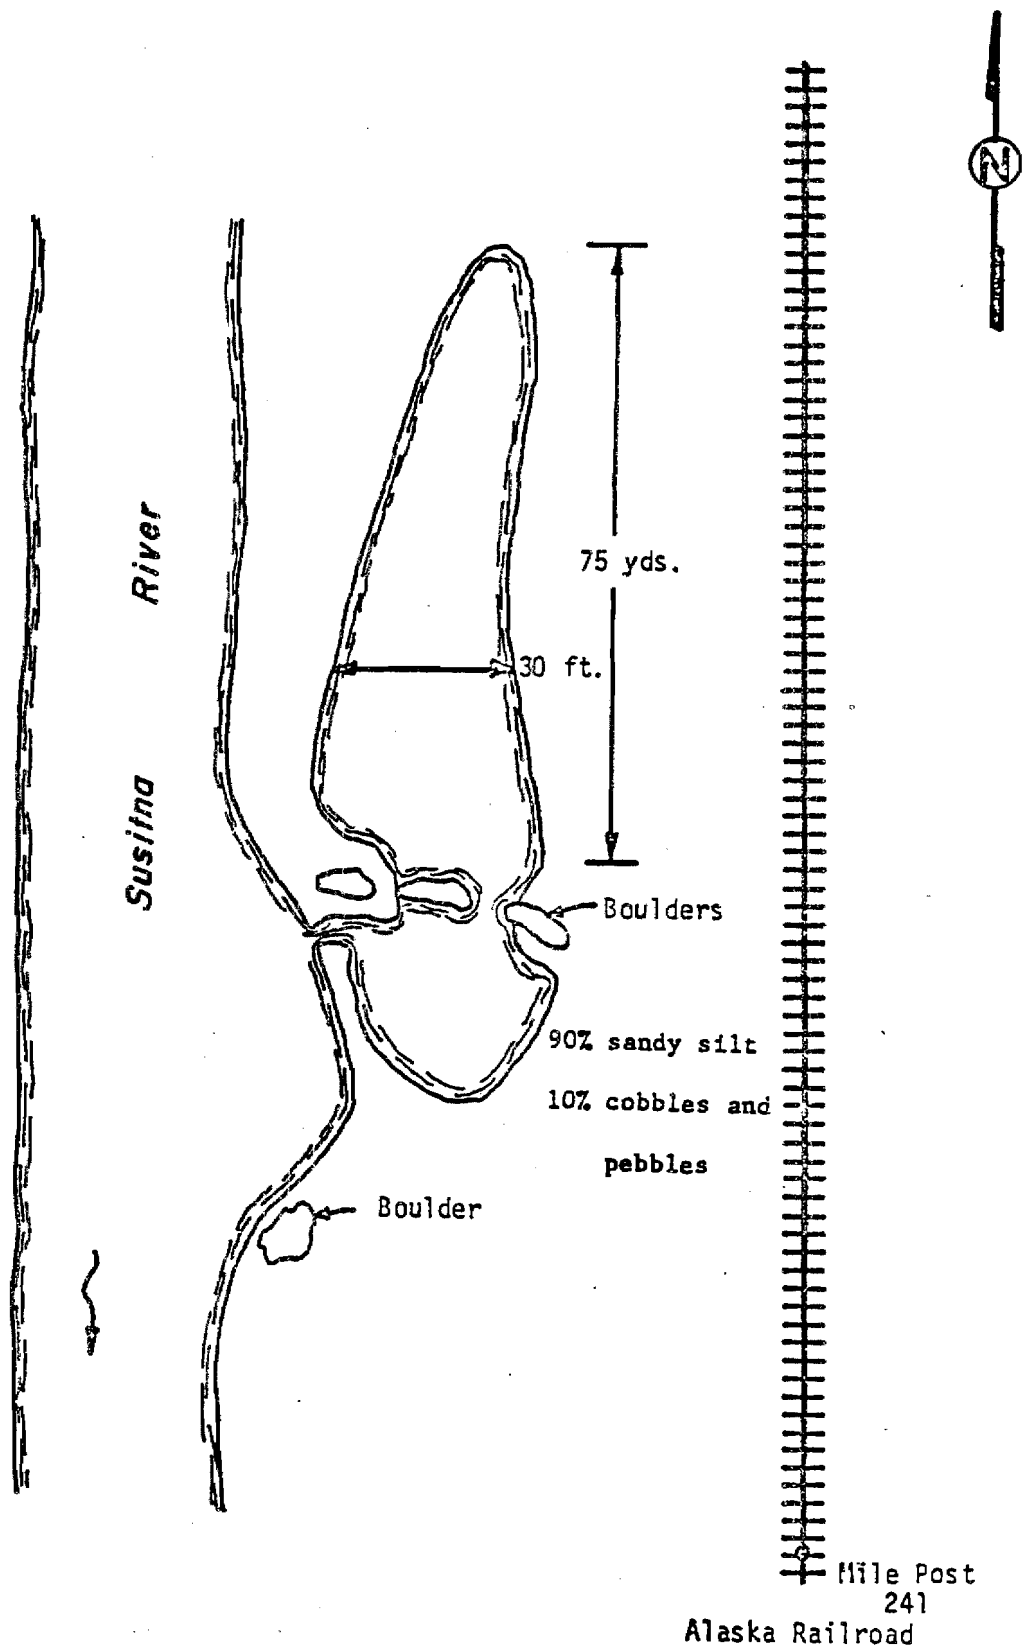 N
River
75 yds.
30 ft.
Susitna
Boulders
90% sandy silt
10% cobbles and
pebbles
Boulder
Mile Post
241
Alaska Railroad